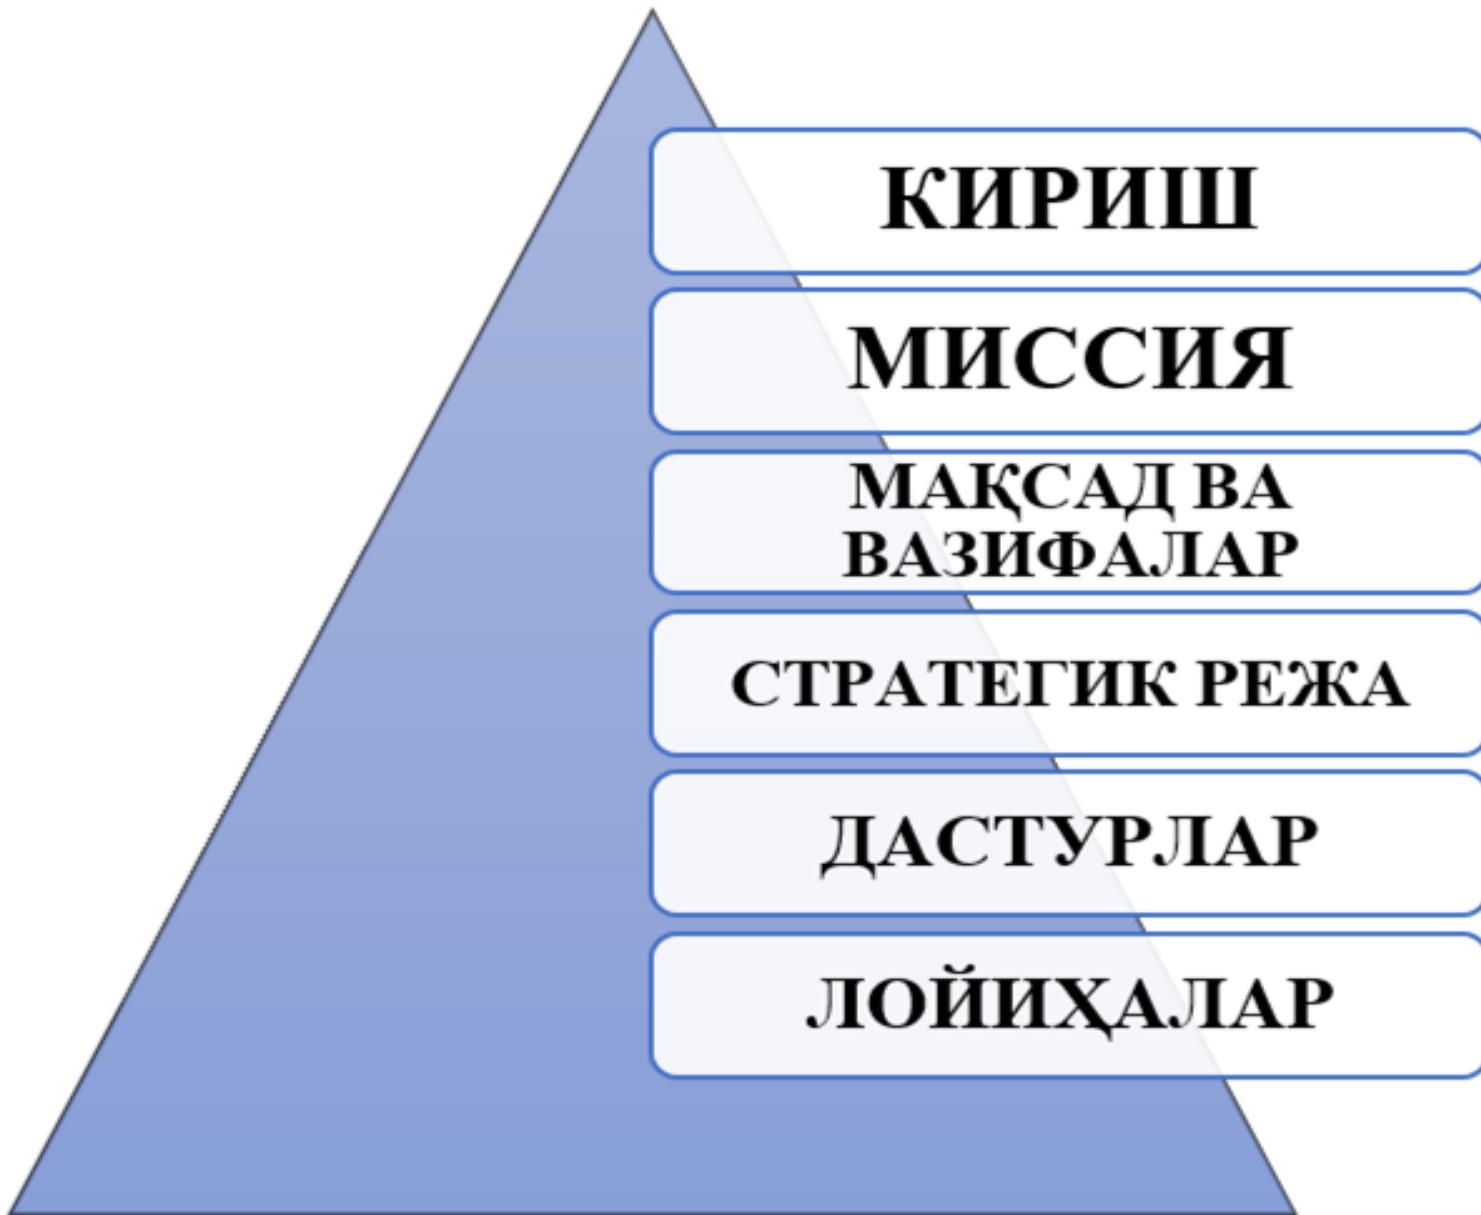 КИРИШ
МИССИЯ
МАҚСАД ВА
ВАЗИФАЛАР
СТРАТЕГИК РЕЖА
ДАСТУРЛАР
ЛОЙИҲАЛАР